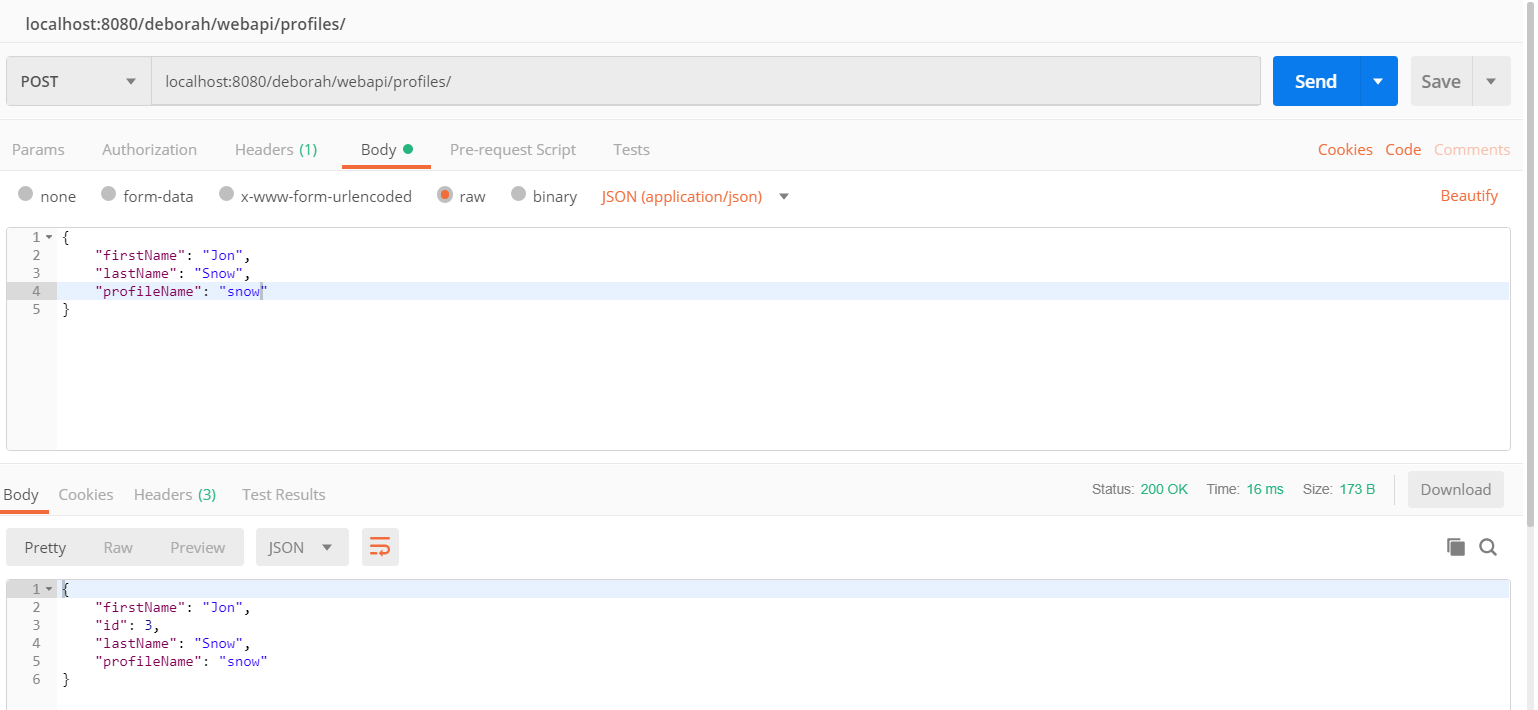 localhost:8080/deborah/webapi/profiles/
POST localhost:8080/deborah/webapi/profiles/ Send Save
Params Authorization Headers (1) Body Pre-request Script Tests Cookies Code Comments
none form-data x-www-form-urlencoded raw binary JSON (application/json) Beautify
1 {
2 "firstName": "Jon",
3 "lastName": "Snow",
4 "profileName": "snow"
5 }
Body Cookies Headers (3) Test Results Status: 200 OK Time: 16 ms Size: 173 B Download
Pretty Raw Preview JSON
1 {
2 "firstName": "Jon",
3 "id": 3,
4 "lastName": "Snow",
5 "profileName": "snow"
6 }